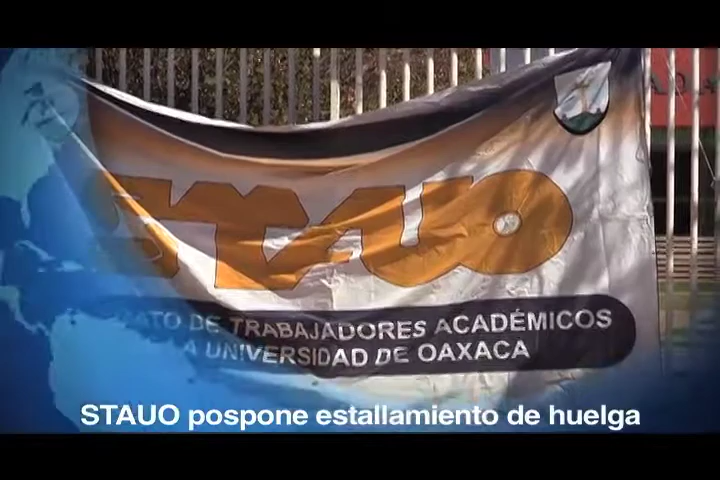 STAUO
ATO DE TRABAJADORES ACADÉMICOS
A UNIVERSIDAD DE OAXACA
STAUO pospone estallamiento de huelga